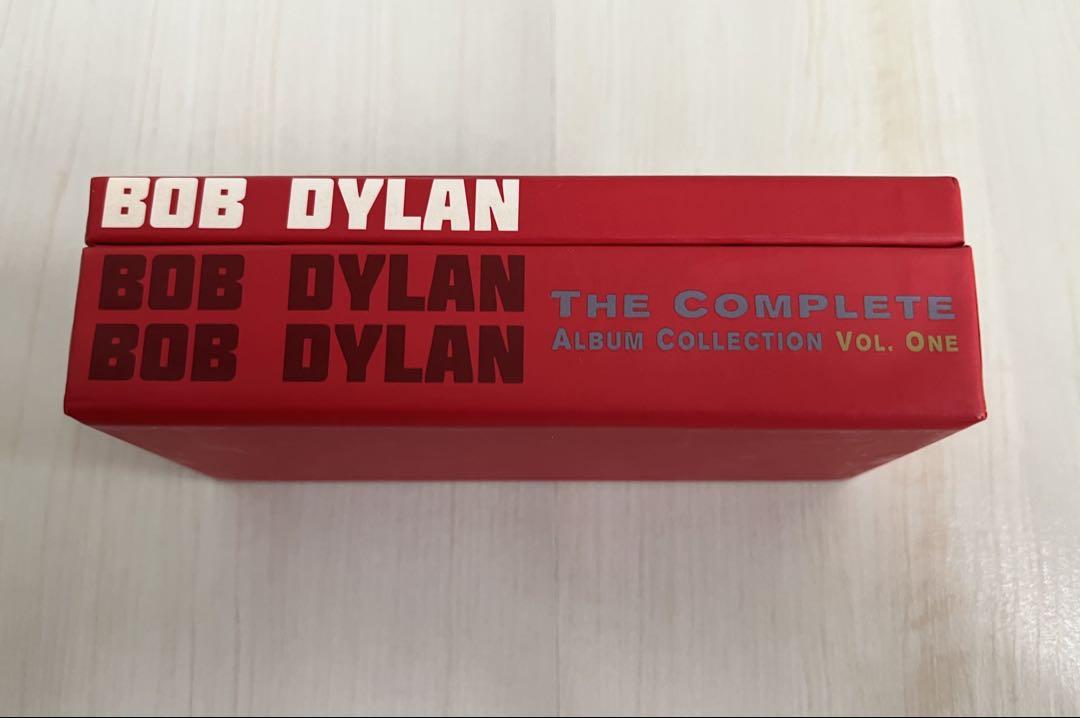 BOB DYLAN
BOB DYLAN
BOB DYLAN
THE COMPLETE
ALBUM COLLECTION VOL. ONE